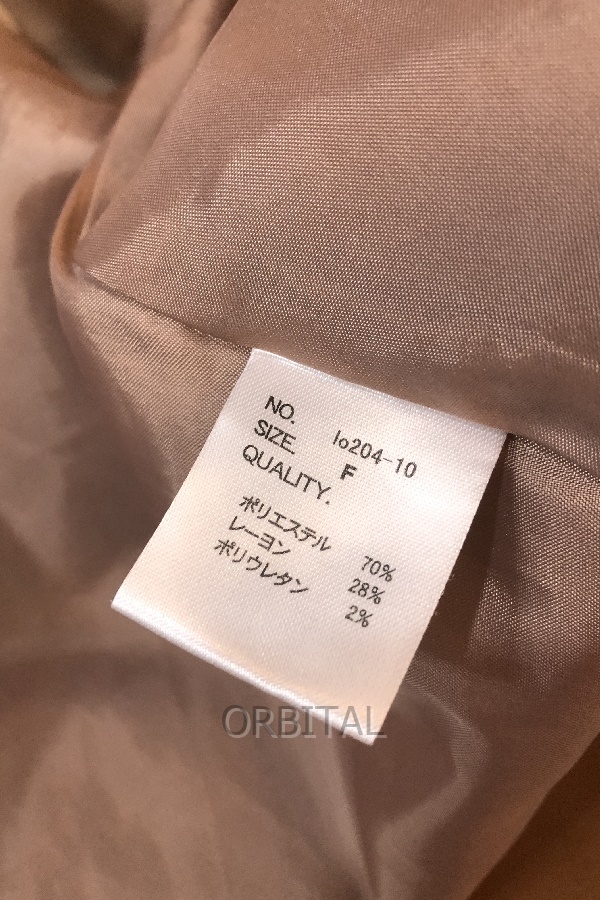 NO. lo204-10
SIZE. F
QUALITY.
ポリエステル 70%
レーヨン 28%
ポリウレタン 2%
ORBITAL